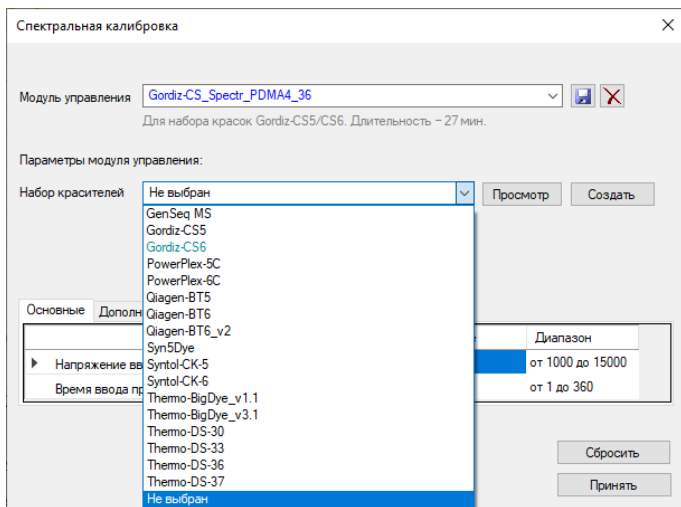 Спектральная калибровка
Модуль управления Gordiz-CS_Spectr_PDMA4_36
Для набора красок Gordiz-CS5/CS6. Длительность – 27 мин.
Параметры модуля управления:
Набор красителей Не выбран Просмотр Создать
GenSeq MS
Gordiz-CS5
Gordiz-CS6
PowerPlex-5C
PowerPlex-6C
Qiagen-BT5
Qiagen-BT6
Qiagen-BT6_v2
Syn5Dye
Syntol-CK-5
Syntol-CK-6
Thermo-BigDye_v1.1
Thermo-BigDye_v3.1
Thermo-DS-30
Thermo-DS-33
Thermo-DS-36
Thermo-DS-37
Не выбран
Основные
Диапазон
Напряжение от 1000 до 15000
Время ввода от 1 до 360
Сбросить
Принять